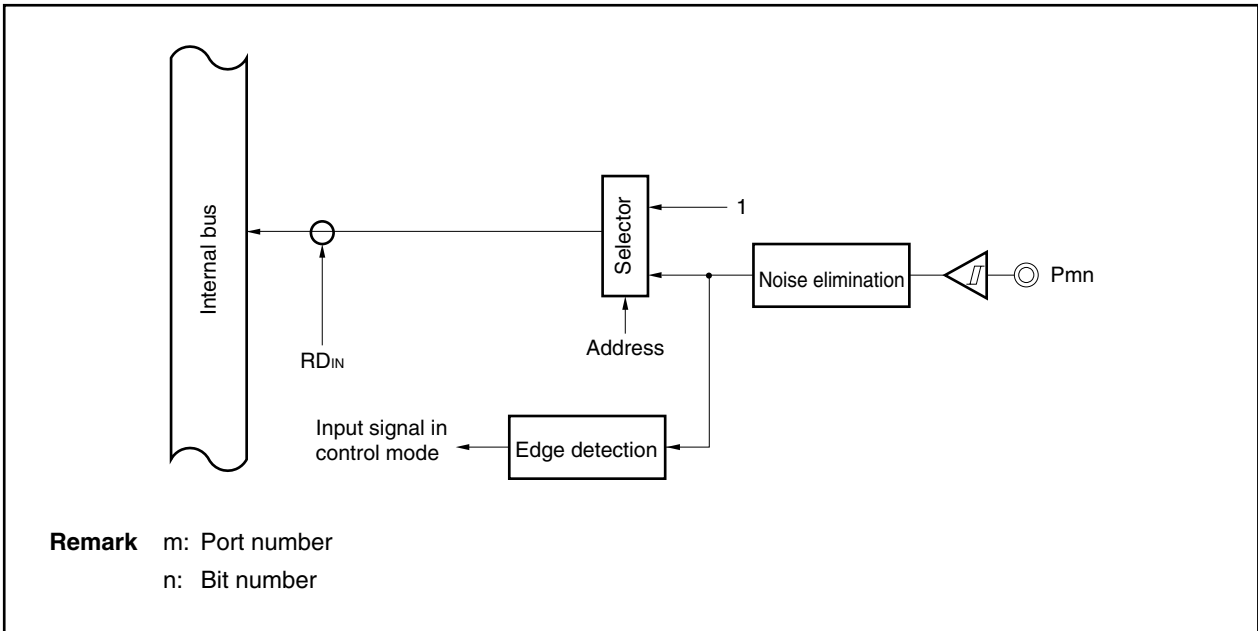 Internal bus
Selector
1
Noise elimination
Pmn
Address
RDIN
Input signal in
control mode
Edge detection
Remark m: Port number
n: Bit number